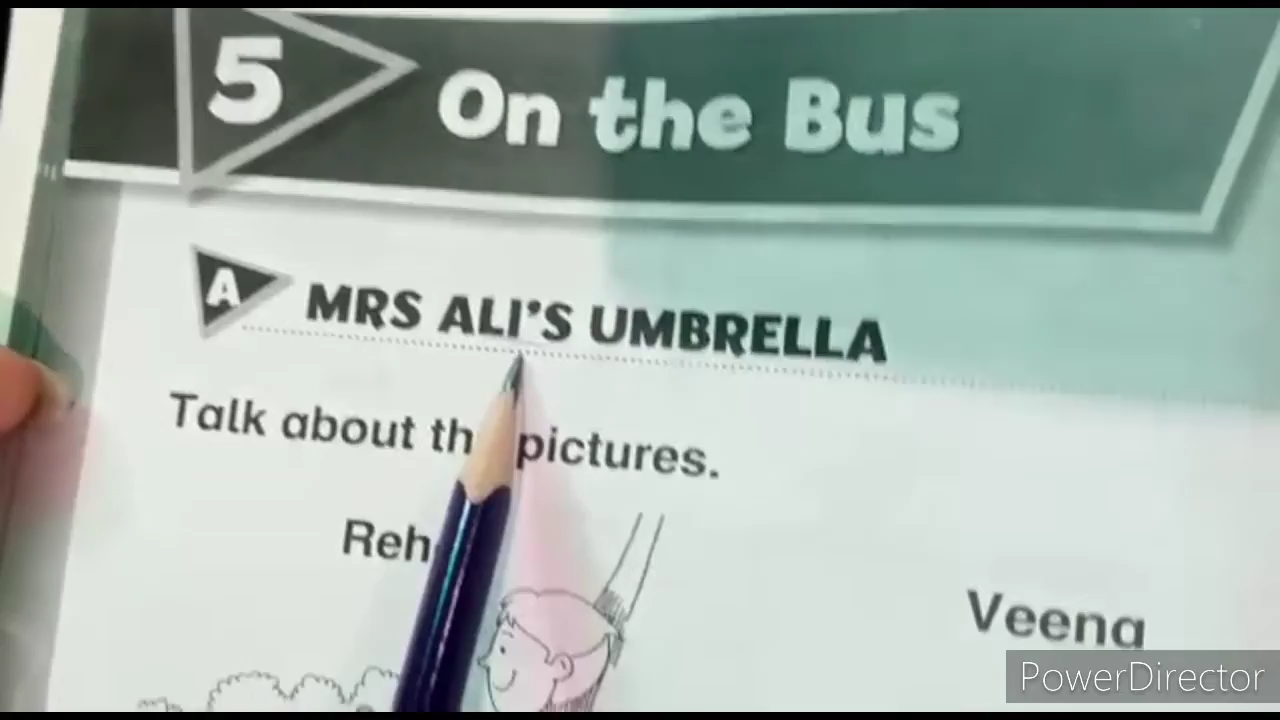 5 On the Bus
A MRS ALI'S UMBRELLA
Talk about th pictures.
Reh
Veena
PowerDirector